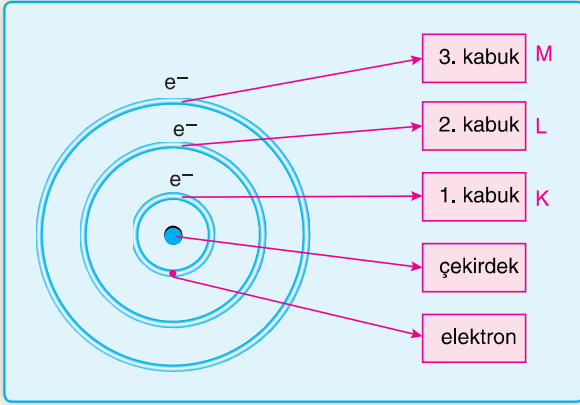 e⁻
e⁻
e⁻
3. kabuk M
2. kabuk L
1. kabuk K
çekirdek
elektron